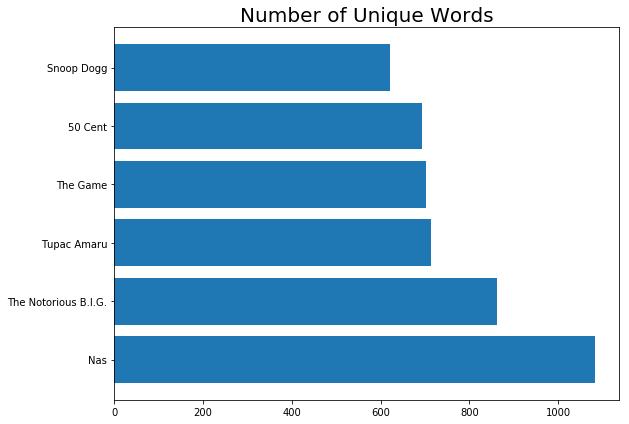 Number of Unique Words
Snoop Dogg
50 Cent
The Game
Tupac Amaru
The Notorious B.I.G.
Nas
0 200 400 600 800 1000